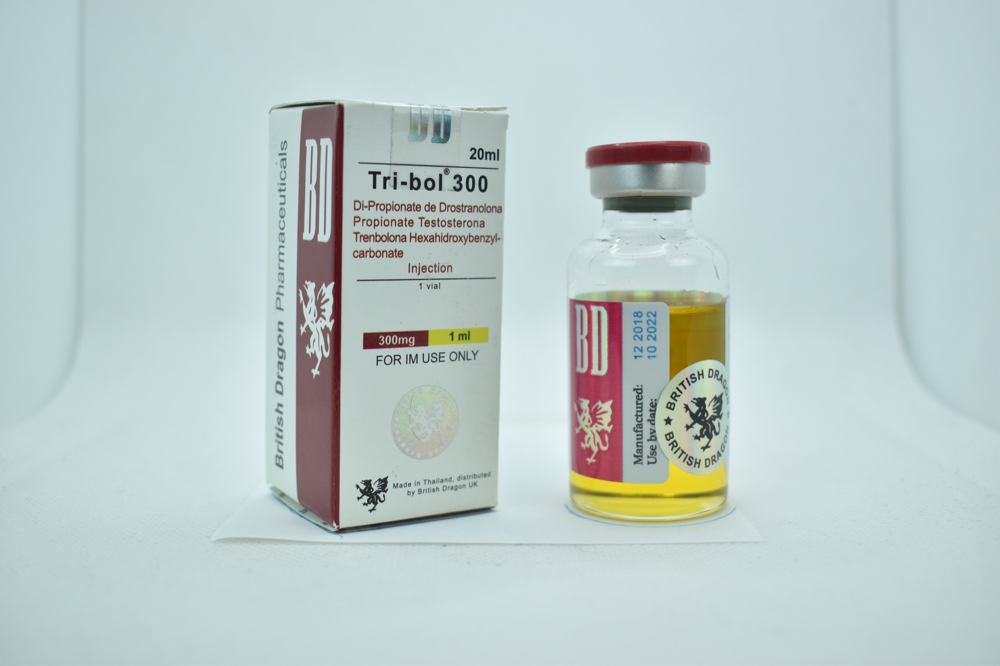 British Dragon Pharmaceuticals
BD
BD
20ml
Tri-bol® 300
Di-Propionate de Drostranolona
Propionate Testosterona
Trenbolona Hexahidroxybenzyl-
carbonate
Injection
1 vial
300mg 1 ml
FOR IM USE ONLY
Made in Thailand, distributed
by British Dragon UK
BD
Manufactured: 12 2018
Use by date: 10 2022
BRITISH DRAGON
BRITISH DRAGON